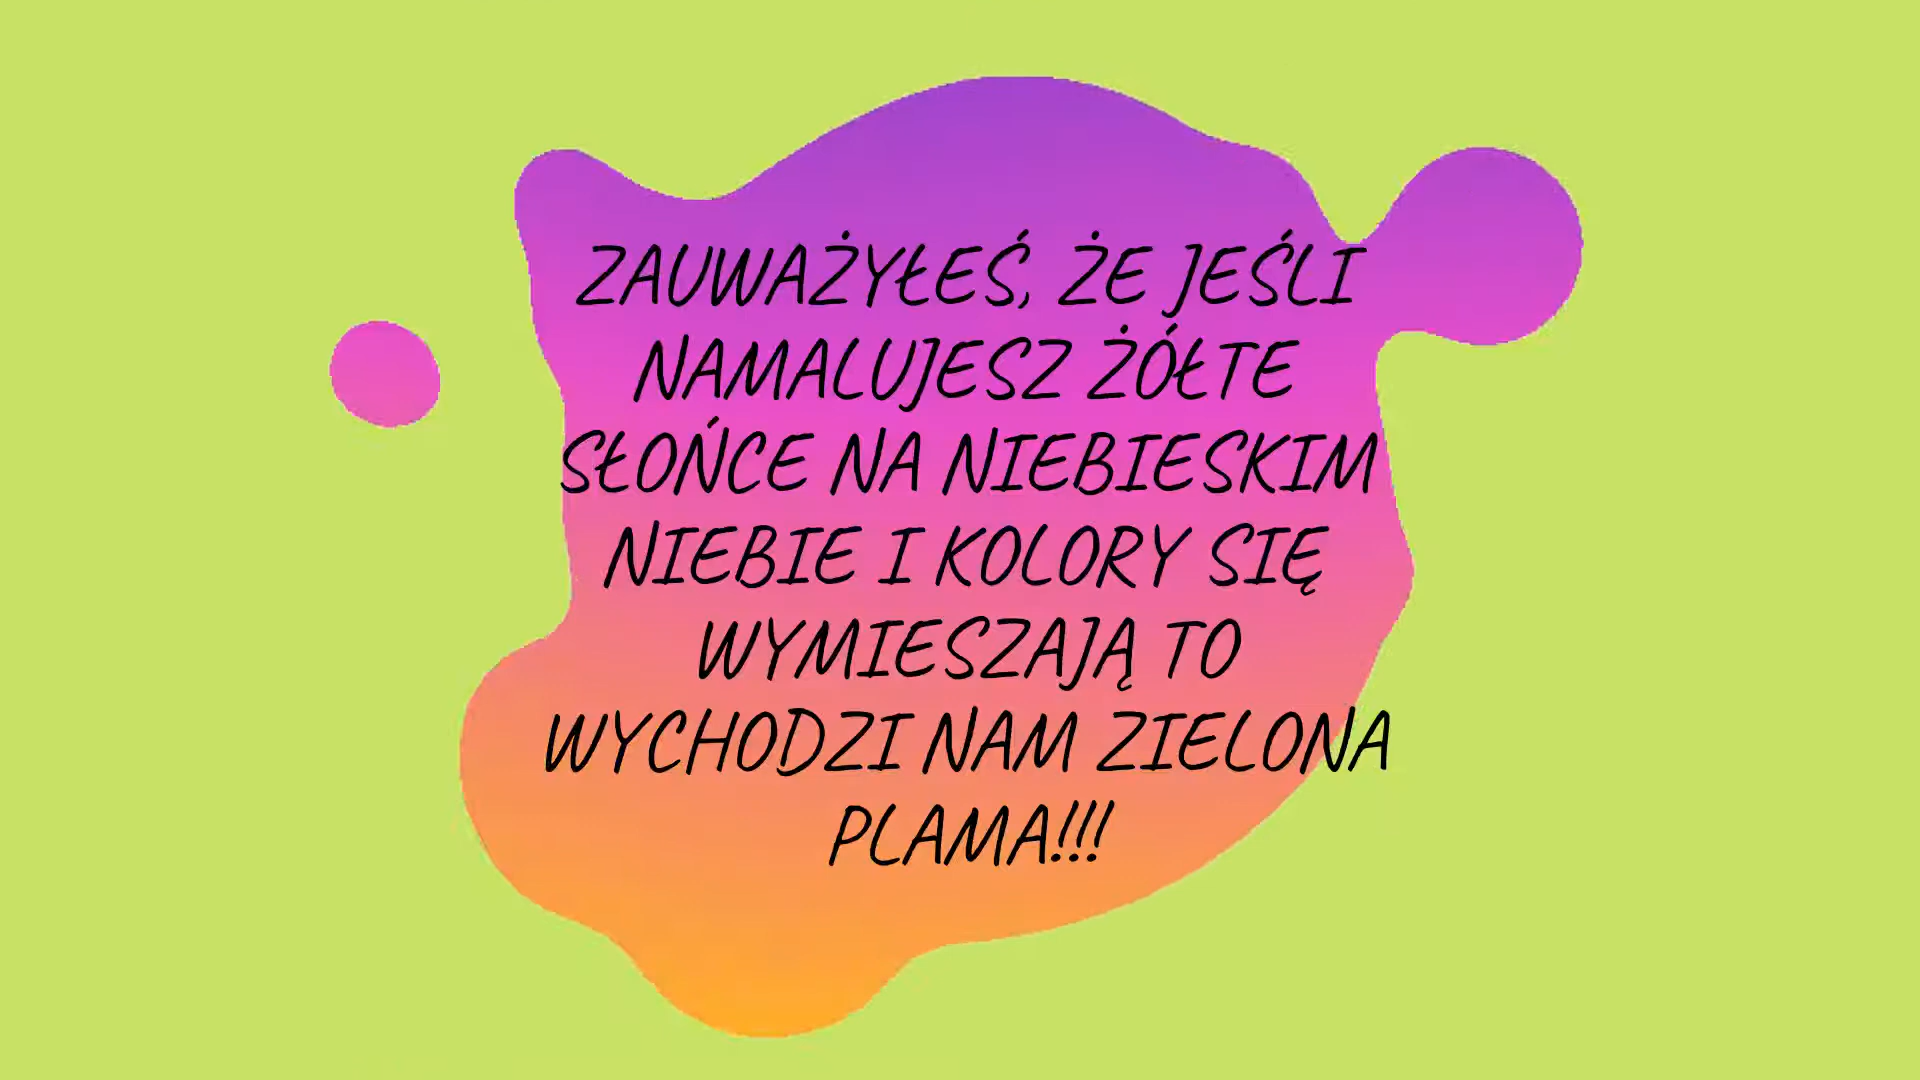 ZAUWAŻYŁEŚ, ŻE JEŚLI
NAMALUJESZ ŻÓŁTE
SŁOŃCE NA NIEBIESKIM
NIEBIE I KOLORY SIĘ
WYMIESZAJĄ TO
WYCHODZI NAM ZIELONA
PLAMA!!!